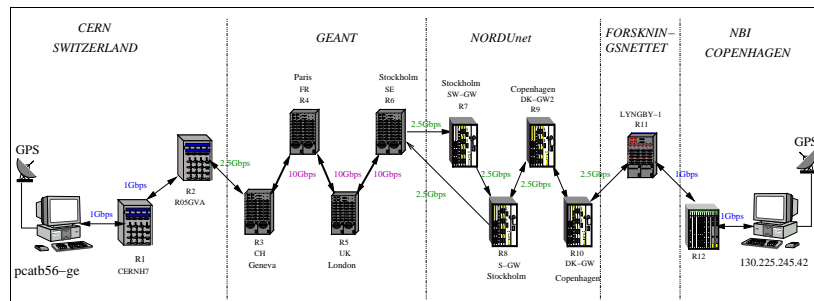 CERN
SWITZERLAND
GEANT
NORDUnet
FORSKNIN-
GSNETTET
NBI
COPENHAGEN
GPS
pcatb56-ge
1Gbps
R1
CERNH7
1Gbps
R2
R05GVA
2.5Gbps
R3
CH
Geneva
10Gbps
Paris
FR
R4
10Gbps
R5
UK
London
10Gbps
Stockholm
SE
R6
2.5Gbps
2.5Gbps
Stockholm
SW-GW
R7
2.5Gbps
R8
S-GW
Stockholm
2.5Gbps
Copenhagen
DK-GW2
R9
2.5Gbps
R10
DK-GW
Copenhagen
2.5Gbps
LYNGBY-1
R11
1Gbps
R12
1Gbps
GPS
130.225.245.42